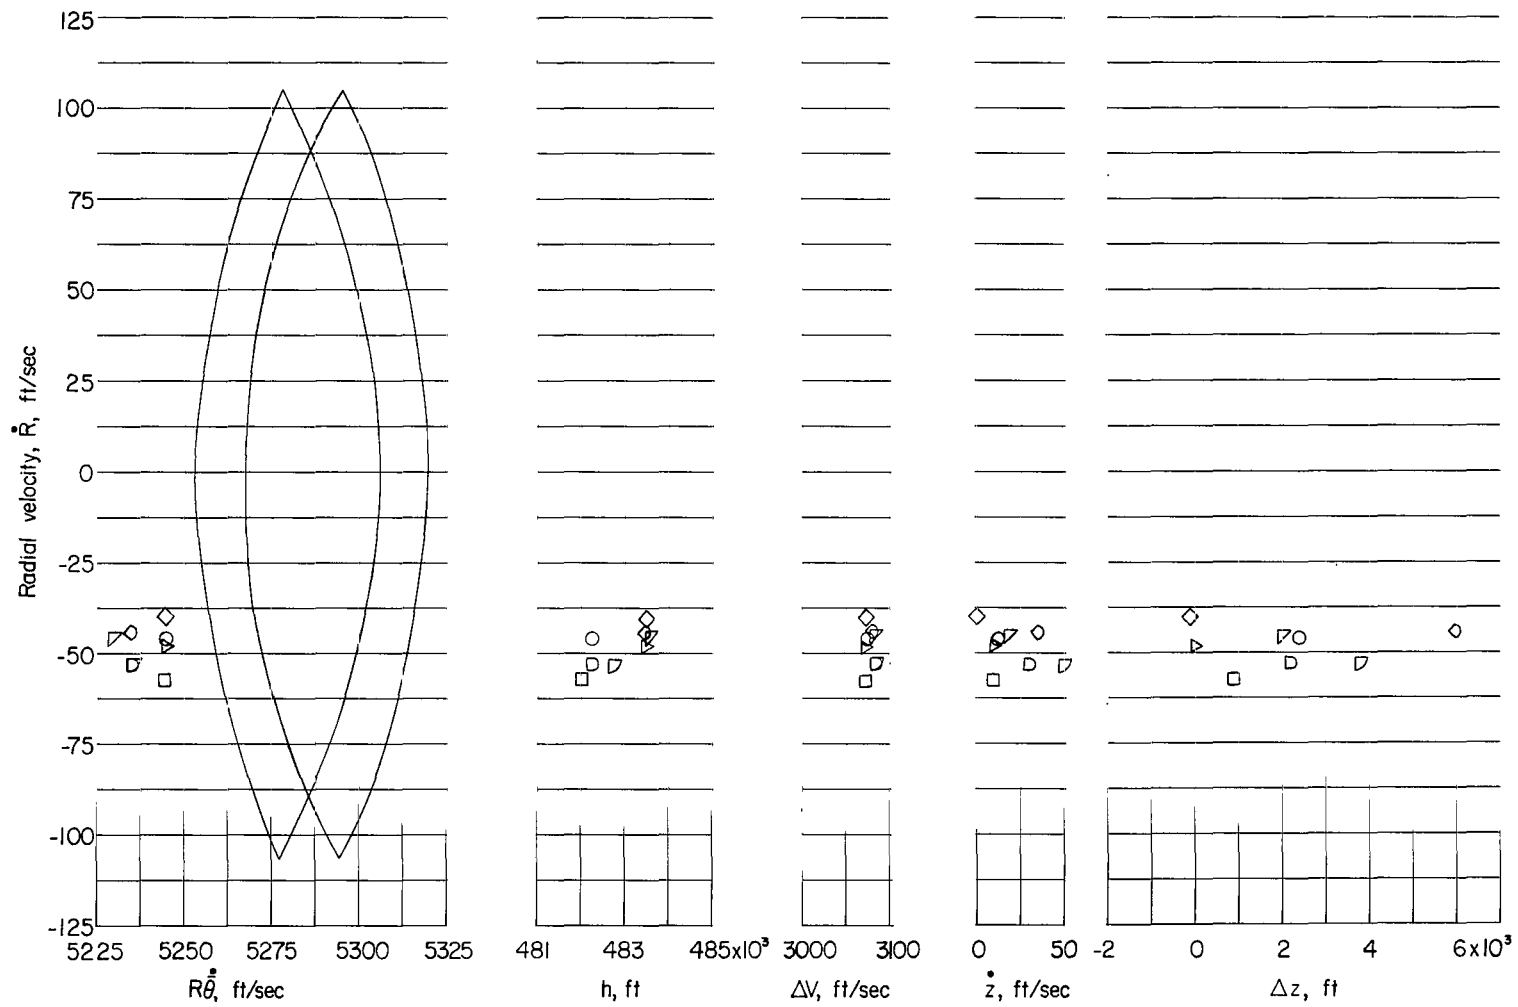 125
100
75
50
25
0
-25
-50
-75
-100
-125
Radial velocity, Ṙ, ft/sec
5225 5250 5275 5300 5325
Rθ̇, ft/sec
481 483 485x10³
h, ft
3000 3100
ΔV, ft/sec
0 50
ż, ft/sec
-2 0 2 4 6x10³
Δz, ft